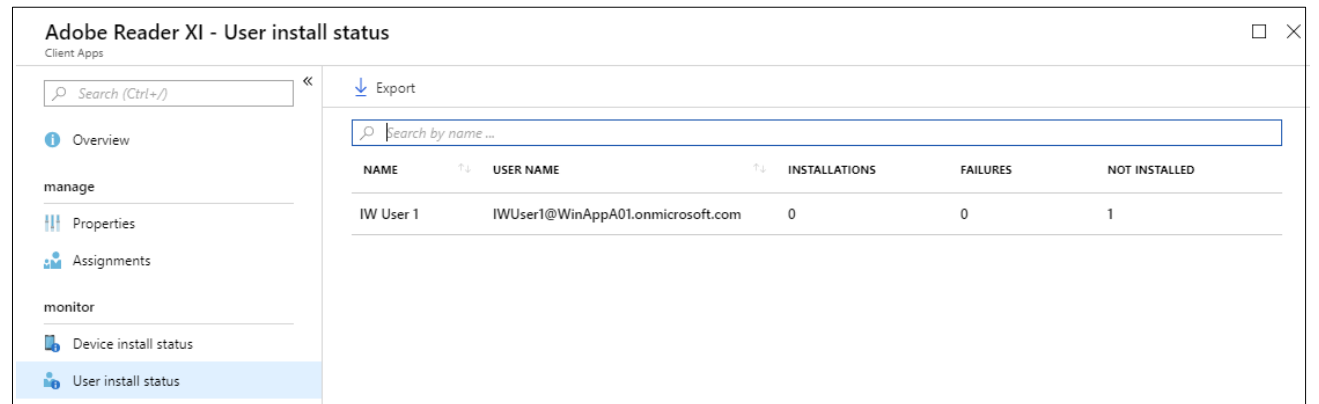 Adobe Reader XI - User install status
Client Apps
Search (Ctrl+/)
«
Overview
manage
Properties
Assignments
monitor
Device install status
User install status
Export
Search by name ...
NAME ↑↓ USER NAME ↑↓ INSTALLATIONS FAILURES NOT INSTALLED
IW User 1 IWUser1@WinAppA01.onmicrosoft.com 0 0 1